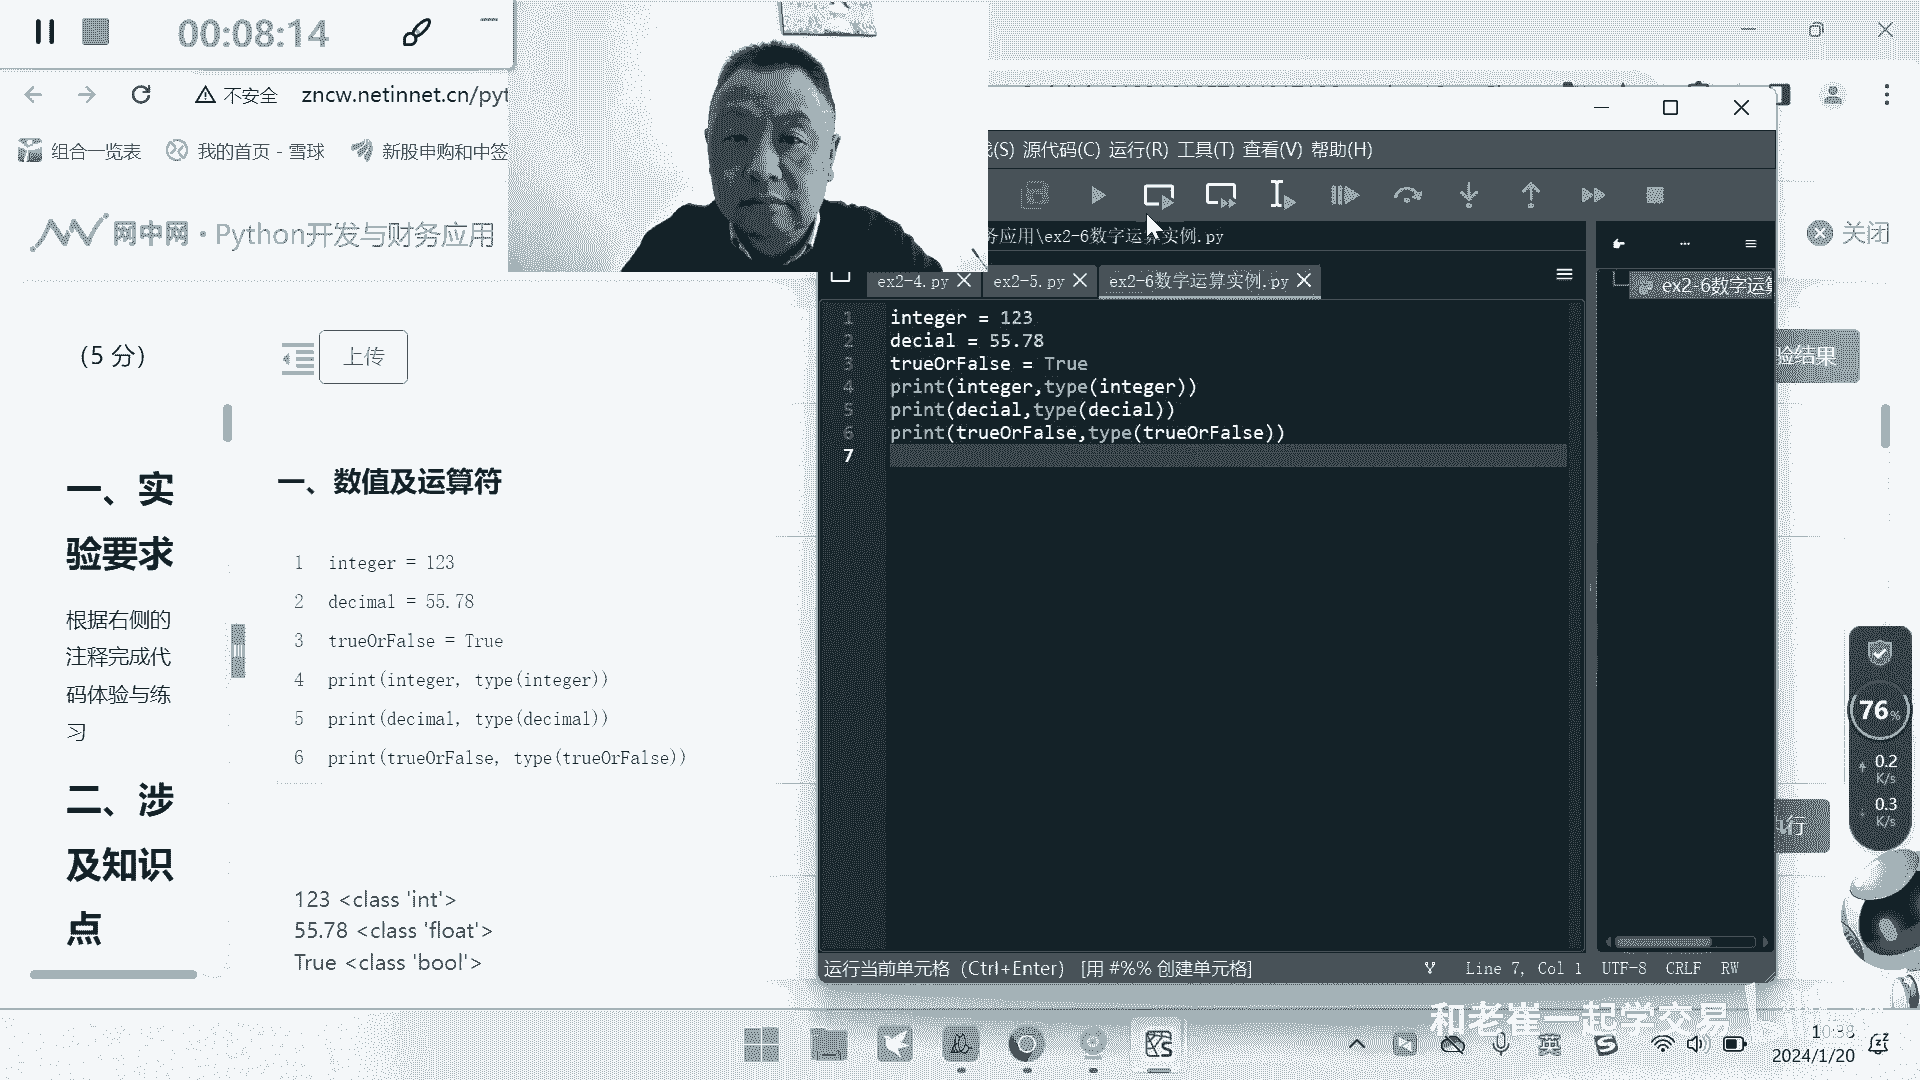 00:08:14
不安全 zncw.netinnet.cn/pyt
组合一览表 我的首页 - 雪球 新股申购和中签
网中网 · Python开发与财务应用
关闭
(5 分)
上传
一、实
验要求
根据右侧的
注释完成代
码体验与练
习
二、涉
及知识
点
一、数值及运算符
1 integer = 123
2 decimal = 55.78
3 trueOrFalse = True
4 print(integer, type(integer))
5 print(decimal, type(decimal))
6 print(trueOrFalse, type(trueOrFalse))
123 <class 'int'>
55.78 <class 'float'>
True <class 'bool'>
(S) 源代码(C) 运行(R) 工具(T) 查看(V) 帮助(H)
务应用\ex2-6数字运算实例.py
ex2-4.py ex2-5.py ex2-6数字运算实例.py
ex2-6数字运
1 integer = 123
2 decial = 55.78
3 trueOrFalse = True
4 print(integer,type(integer))
5 print(decial,type(decial))
6 print(trueOrFalse,type(trueOrFalse))
7
运行当前单元格 (Ctrl+Enter) [用 #%% 创建单元格]
Line 7, Col 1 UTF-8 CRLF RW
验结果
行
76%
0.2
K/s
0.3
K/s
和老崔一起学交易
10:38
2024/1/20